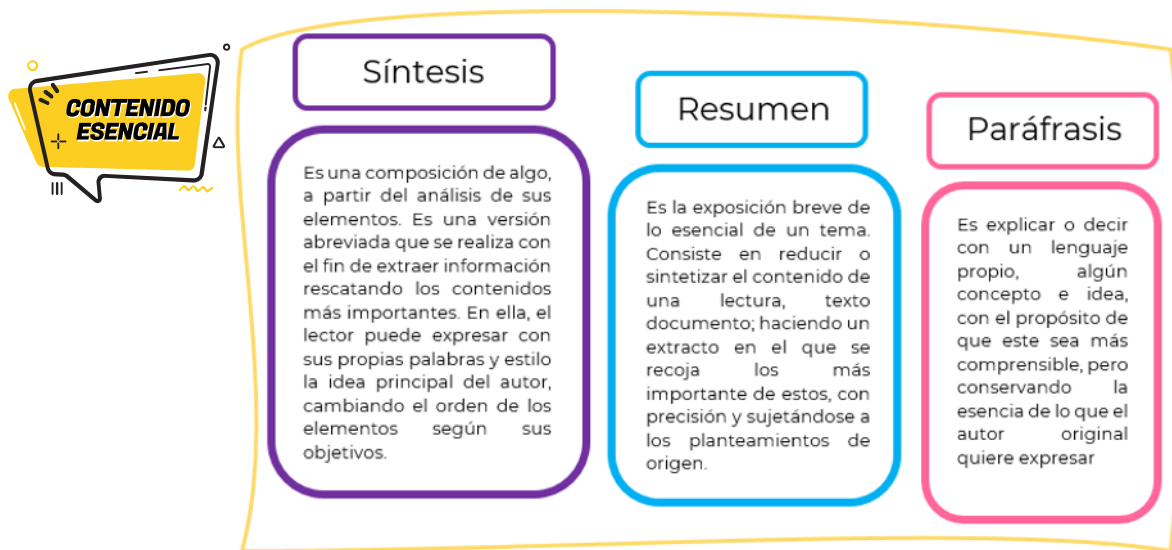 CONTENIDO
ESENCIAL
Síntesis
Es una composición de algo,
a partir del análisis de sus
elementos. Es una versión
abreviada que se realiza con
el fin de extraer información
rescatando los contenidos
más importantes. En ella, el
lector puede expresar con
sus propias palabras y estilo
la idea principal del autor,
cambiando el orden de los
elementos según sus
objetivos.
Resumen
Es la exposición breve de
lo esencial de un tema.
Consiste en reducir o
sintetizar el contenido de
una lectura, texto
documento; haciendo un
extracto en el que se
recoja los más
importante de estos, con
precisión y sujetándose a
los planteamientos de
origen.
Paráfrasis
Es explicar o decir
con un lenguaje
propio, algún
concepto e idea,
con el propósito de
que este sea más
comprensible, pero
conservando la
esencia de lo que el
autor original
quiere expresar